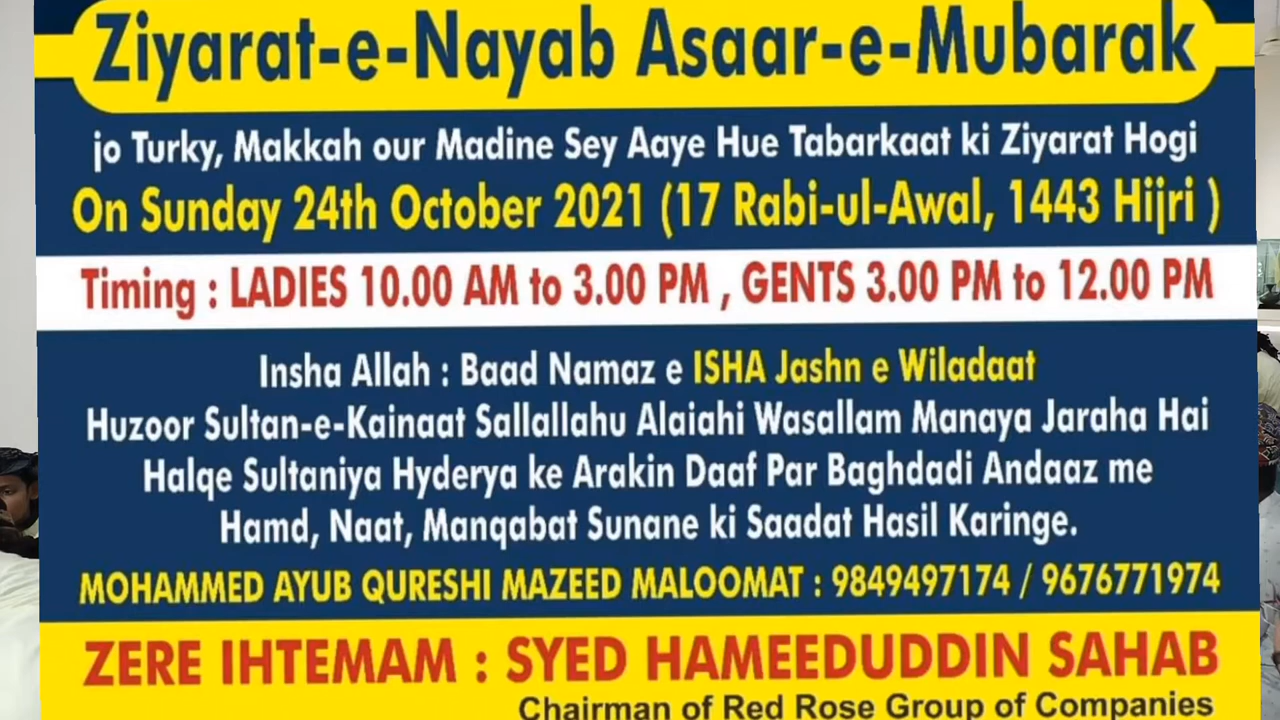 Ziyarat-e-Nayab Asaar-e-Mubarak
jo Turky, Makkah our Madine Sey Aaye Hue Tabarkaat ki Ziyarat Hogi
On Sunday 24th October 2021 (17 Rabi-ul-Awal, 1443 Hijri )
Timing : LADIES 10.00 AM to 3.00 PM , GENTS 3.00 PM to 12.00 PM
Insha Allah : Baad Namaz e ISHA Jashn e Wiladaat
Huzoor Sultan-e-Kainaat Sallallahu Alaiahi Wasallam Manaya Jaraha Hai
Halqe Sultaniya Hyderya ke Arakin Daaf Par Baghdadi Andaaz me
Hamd, Naat, Manqabat Sunane ki Saadat Hasil Karinge.
MOHAMMED AYUB QURESHI MAZEED MALOOMAT : 9849497174 / 9676771974
ZERE IHTEMAM : SYED HAMEEDUDDIN SAHAB
Chairman of Red Rose Group of Companies